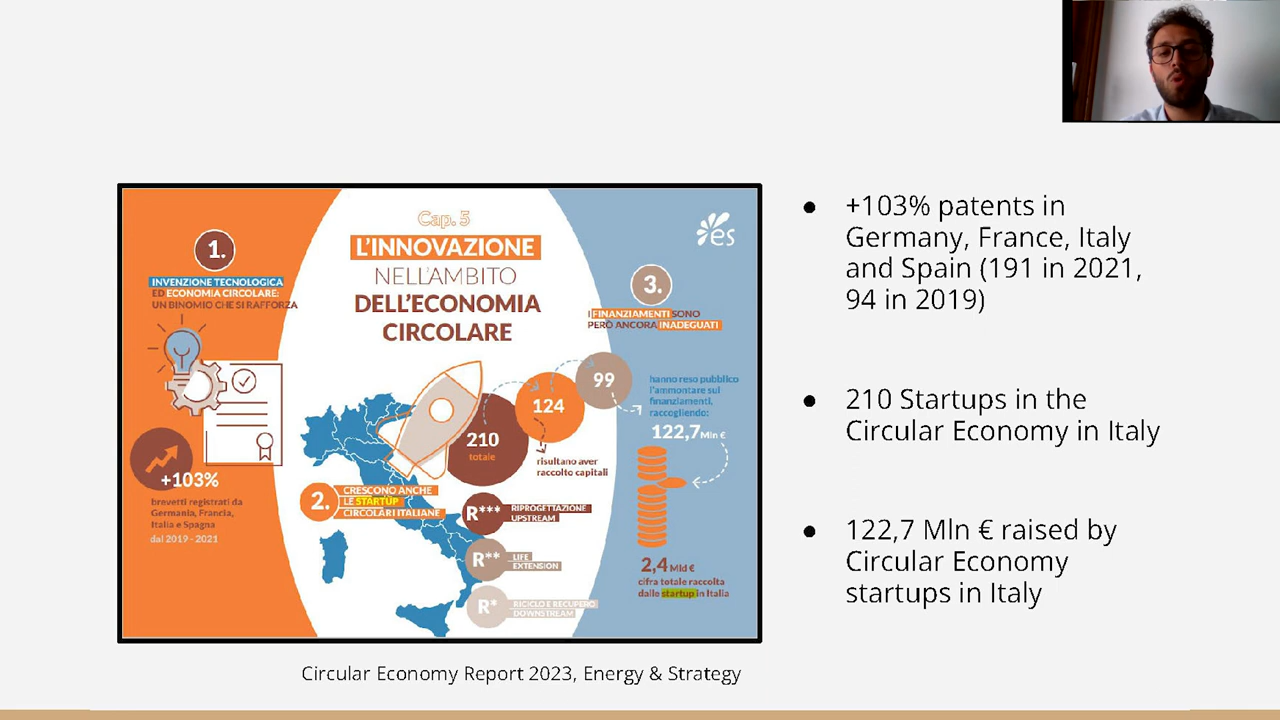 Cap. 5
L'INNOVAZIONE
NELL'AMBITO
DELL'ECONOMIA
CIRCOLARE
es
1.
INVENZIONE TECNOLOGICA
ED ECONOMIA CIRCOLARE:
UN BINOMIO CHE SI RAFFORZA
+103%
brevetti registrati da
Germania, Francia,
Italia e Spagna
dal 2019-2021
2.
CRESCONO ANCHE
LE STARTUP
CIRCOLARI ITALIANE
210
totale
124
risultano aver
raccolto capitali
99
R***
RIPROGETTAZIONE
UPSTREAM
R**
LIFE
EXTENSION
R*
RICICLO E RECUPERO
DOWNSTREAM
3.
I FINANZIAMENTI SONO
PERÒ ANCORA INADEGUATI
hanno reso pubblico
l'ammontare sui
finanziamenti,
raccogliendo:
122,7 Mln €
2,4 Mld €
cifra totale raccolta
dalle startup in Italia
Circular Economy Report 2023, Energy & Strategy
● +103% patents in
Germany, France, Italy
and Spain (191 in 2021,
94 in 2019)
● 210 Startups in the
Circular Economy in Italy
● 122,7 Mln € raised by
Circular Economy
startups in Italy